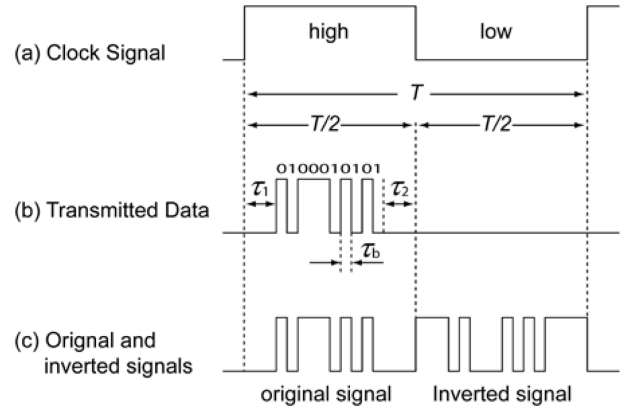 high
low
(a) Clock Signal
T
T/2
T/2
0100010101
τ1
τ2
(b) Transmitted Data
τb
(c) Orignal and
inverted signals
original signal
Inverted signal